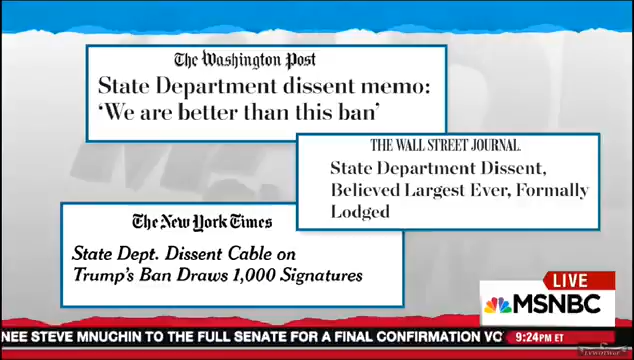 The Washington Post
State Department dissent memo:
‘We are better than this ban’
THE WALL STREET JOURNAL.
State Department Dissent,
Believed Largest Ever, Formally
Lodged
The New York Times
State Dept. Dissent Cable on
Trump's Ban Draws 1,000 Signatures
LIVE
MSNBC
NEE STEVE MNUCHIN TO THE FULL SENATE FOR A FINAL CONFIRMATION VO
9:24PM ET